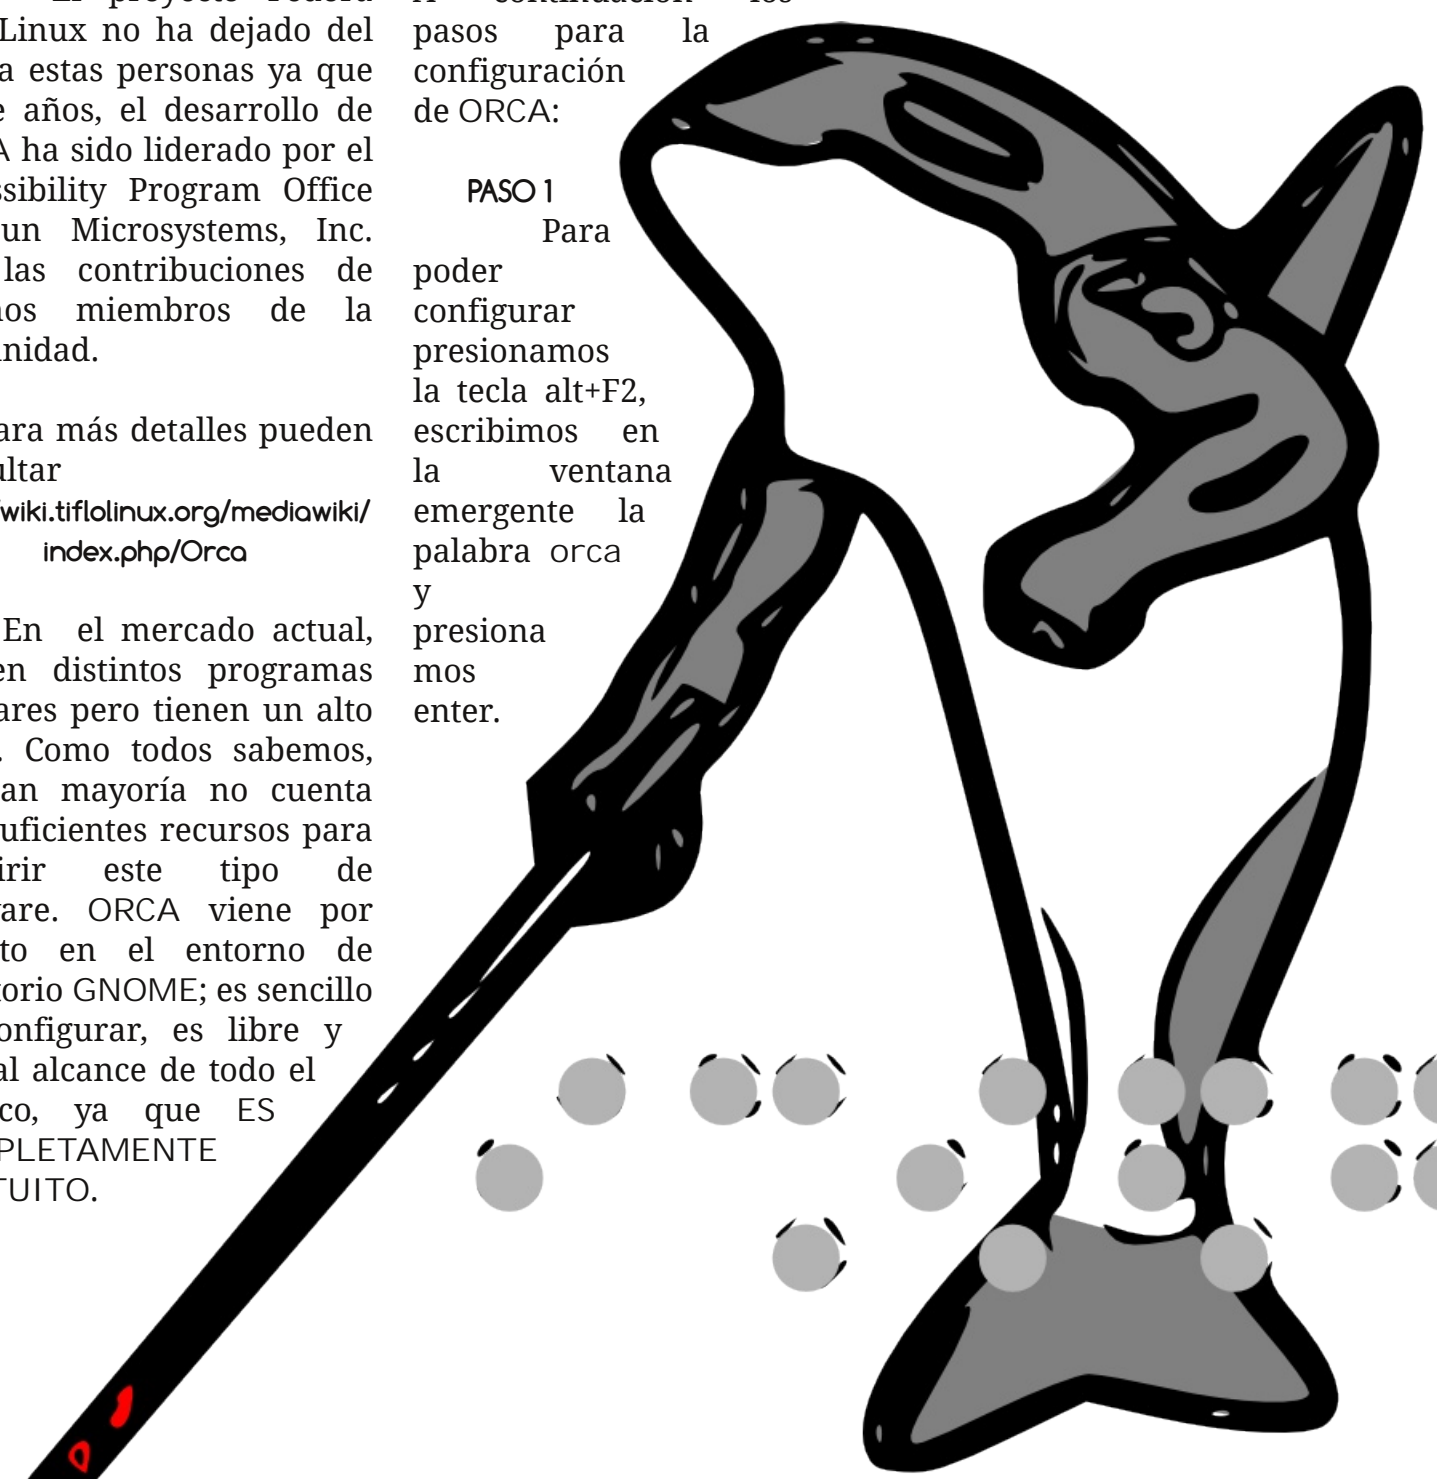 El proyecto Fedora
Linux no ha dejado del
a estas personas ya que
e años, el desarrollo de
A ha sido liderado por el
ssibility Program Office
un Microsystems, Inc.
las contribuciones de
nos miembros de la
unidad.
ara más detalles pueden
ultar
/wiki.tiflolinux.org/mediawiki/
index.php/Orca
En el mercado actual,
en distintos programas
ares pero tienen un alto
. Como todos sabemos,
an mayoría no cuenta
suficientes recursos para
irir este tipo de
ware. ORCA viene por
to en el entorno de
torio GNOME; es sencillo
onfigurar, es libre y
al alcance de todo el
co, ya que ES
PLETAMENTE
TUITO.
A continuación los
pasos para la
configuración
de ORCA:
PASO 1
Para
poder
configurar
presionamos
la tecla alt+F2,
escribimos en
la ventana
emergente la
palabra orca
y
presiona
mos
enter.